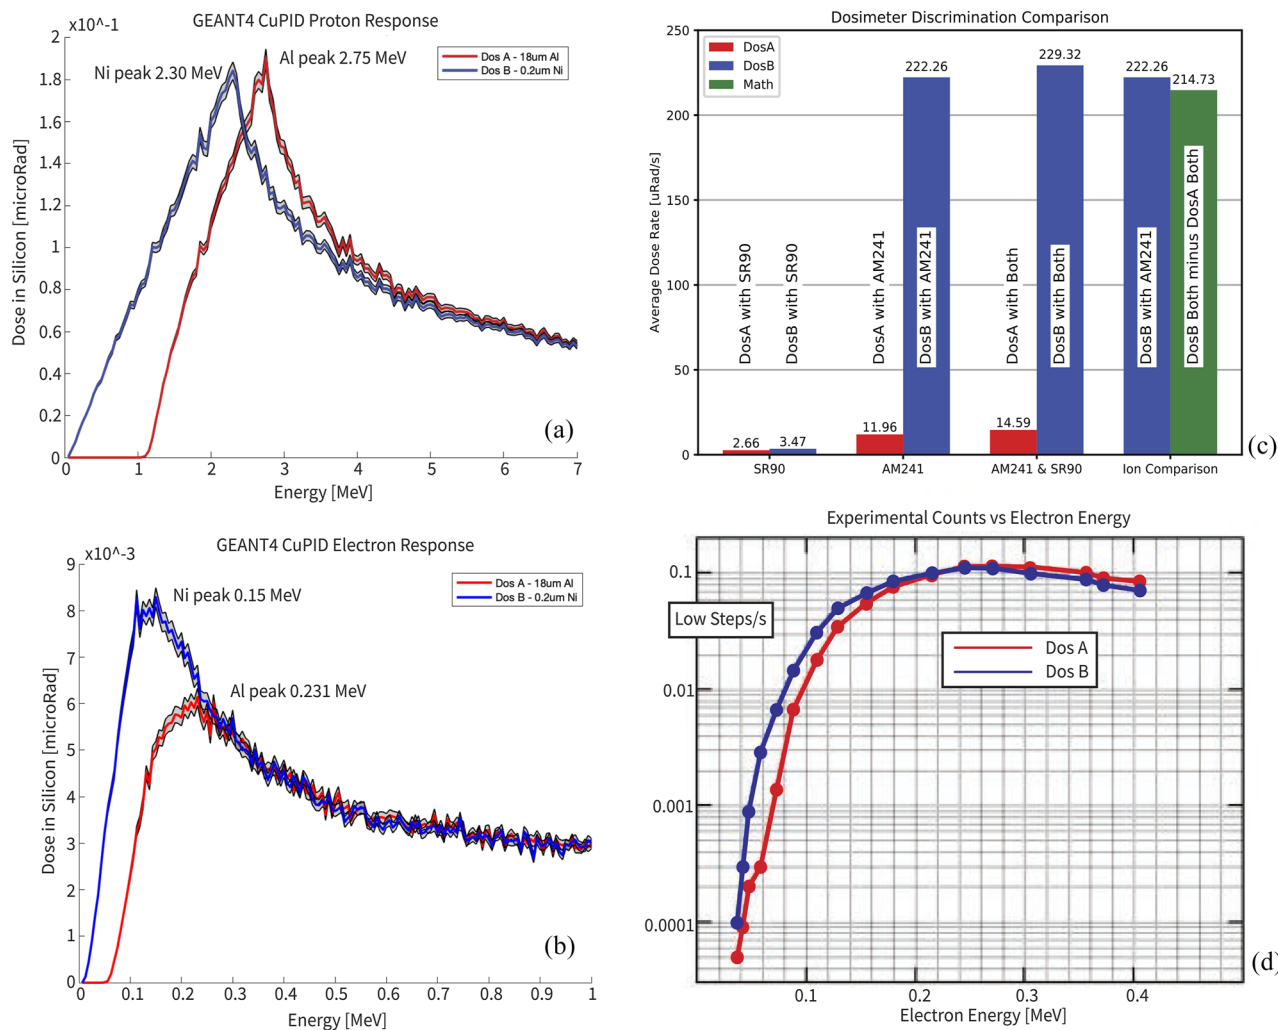 GEANT4 CuPID Proton Response
x10^-1
Dos A - 18um Al
Dos B - 0.2um Ni
Ni peak 2.30 MeV
Al peak 2.75 MeV
Dose in Silicon [microRad]
2
1.8
1.6
1.4
1.2
1
0.8
0.6
0.4
0.2
0
0
1
2
3
4
5
6
7
Energy [MeV]
(a)
Dosimeter Discrimination Comparison
DosA
DosB
Math
Average Dose Rate [uRad/s]
250
200
150
100
50
0
2.66
3.47
11.96
222.26
14.59
229.32
222.26
214.73
DosA with SR90
DosB with SR90
DosA with AM241
DosB with AM241
DosA with Both
DosB with Both
DosB with AM241
DosB Both minus DosA Both
SR90
AM241
AM241 & SR90
Ion Comparison
(c)
GEANT4 CuPID Electron Response
x10^-3
Dos A - 18um Al
Dos B - 0.2um Ni
Ni peak 0.15 MeV
Al peak 0.231 MeV
Dose in Silicon [microRad]
9
8
7
6
5
4
3
2
1
0
0
0.1
0.2
0.3
0.4
0.5
0.6
0.7
0.8
0.9
1
Energy [MeV]
(b)
Experimental Counts vs Electron Energy
Low Steps/s
Dos A
Dos B
0.1
0.01
0.001
0.0001
0.1
0.2
0.3
0.4
Electron Energy [MeV]
(d)